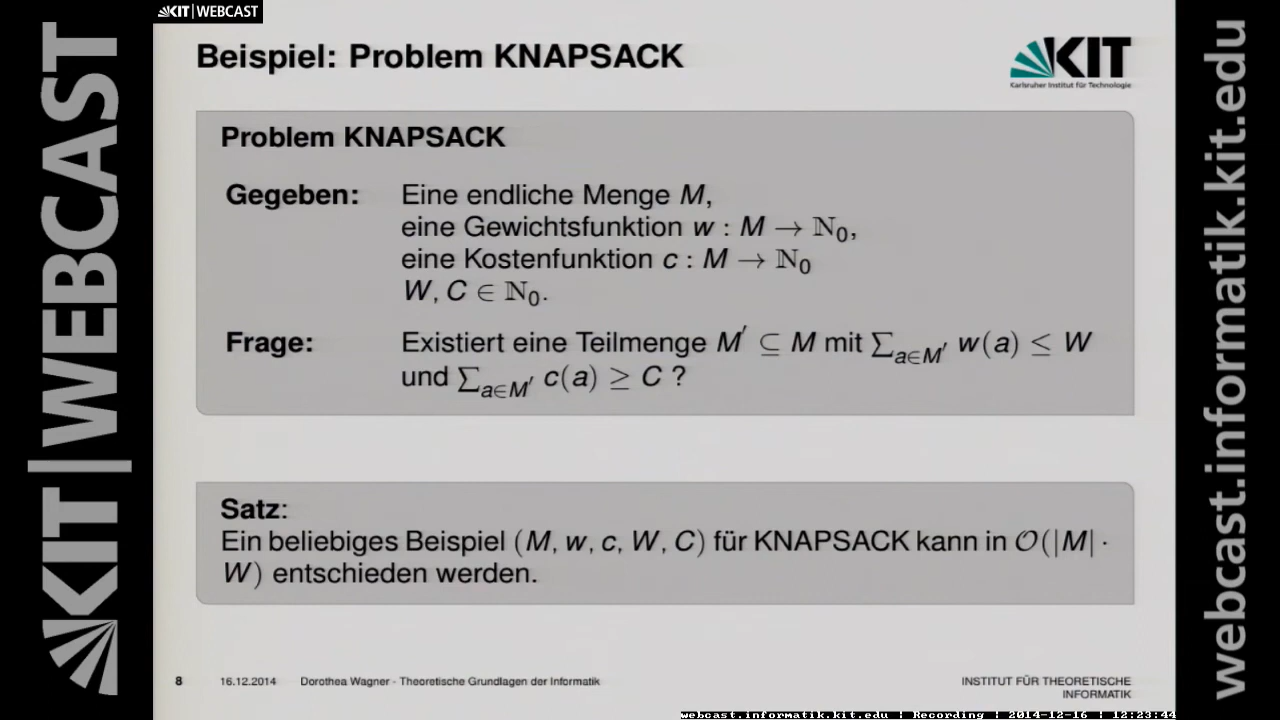 KIT | WEBCAST
Beispiel: Problem KNAPSACK
KIT
Karlsruher Institut für Technologie
Problem KNAPSACK
Gegeben: Eine endliche Menge M,
eine Gewichtsfunktion w : M → ℕ₀,
eine Kostenfunktion c : M → ℕ₀
W, C ∈ ℕ₀.
Frage: Existiert eine Teilmenge M′ ⊆ M mit ∑a∈M′ w(a) ≤ W
und ∑a∈M′ c(a) ≥ C ?
Satz:
Ein beliebiges Beispiel (M, w, c, W, C) für KNAPSACK kann in 𝒪(|M| ·
W) entschieden werden.
8 16.12.2014 Dorothea Wagner - Theoretische Grundlagen der Informatik
INSTITUT FÜR THEORETISCHE
INFORMATIK
webcast.informatik.kit.edu | Recording | 2014-12-16 | 12:23:44
KIT | WEBCAST
webcast.informatik.kit.edu